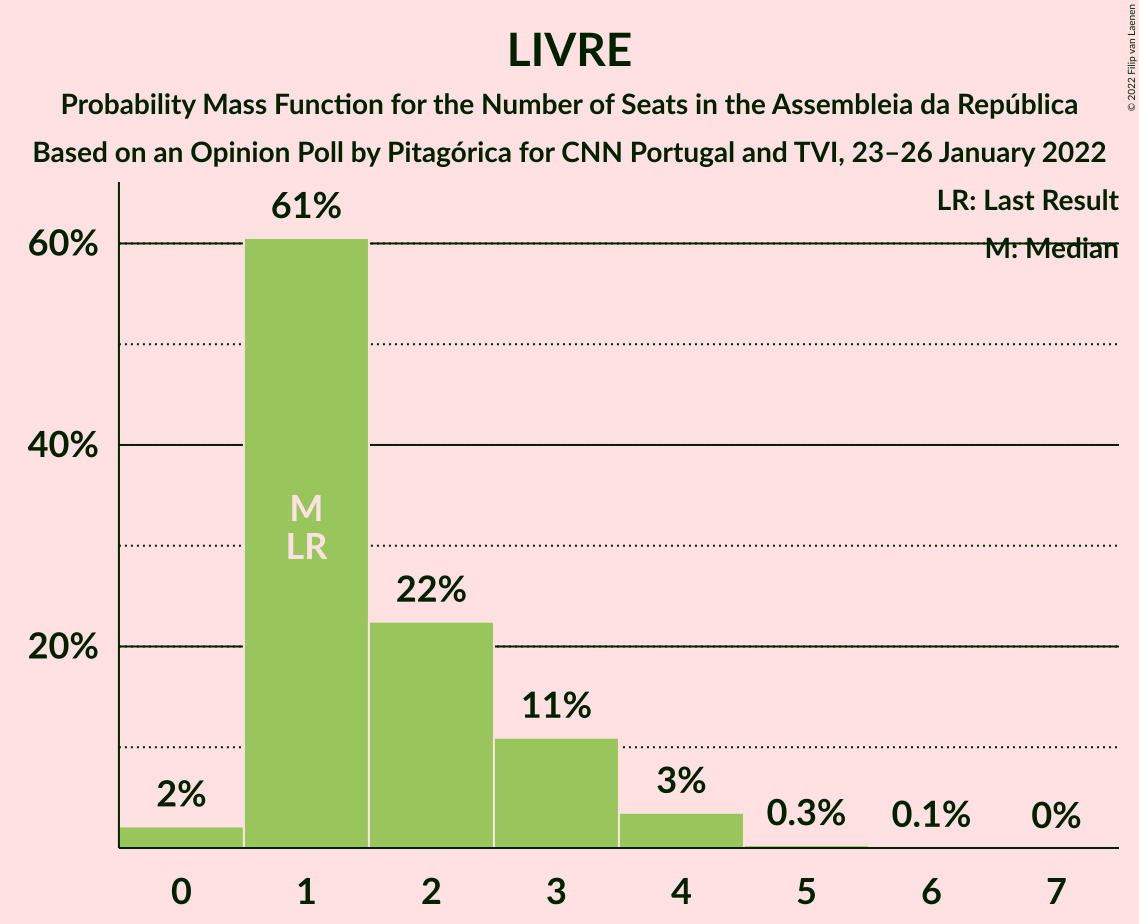 LIVRE
Probability Mass Function for the Number of Seats in the Assembleia da República
Based on an Opinion Poll by Pitagórica for CNN Portugal and TVI, 23–26 January 2022
© 2022 Filip van Laenen
LR: Last Result
M: Median
60%
40%
20%
61%
M
LR
22%
11%
2%
3%
0.3%
0.1%
0%
0 1 2 3 4 5 6 7